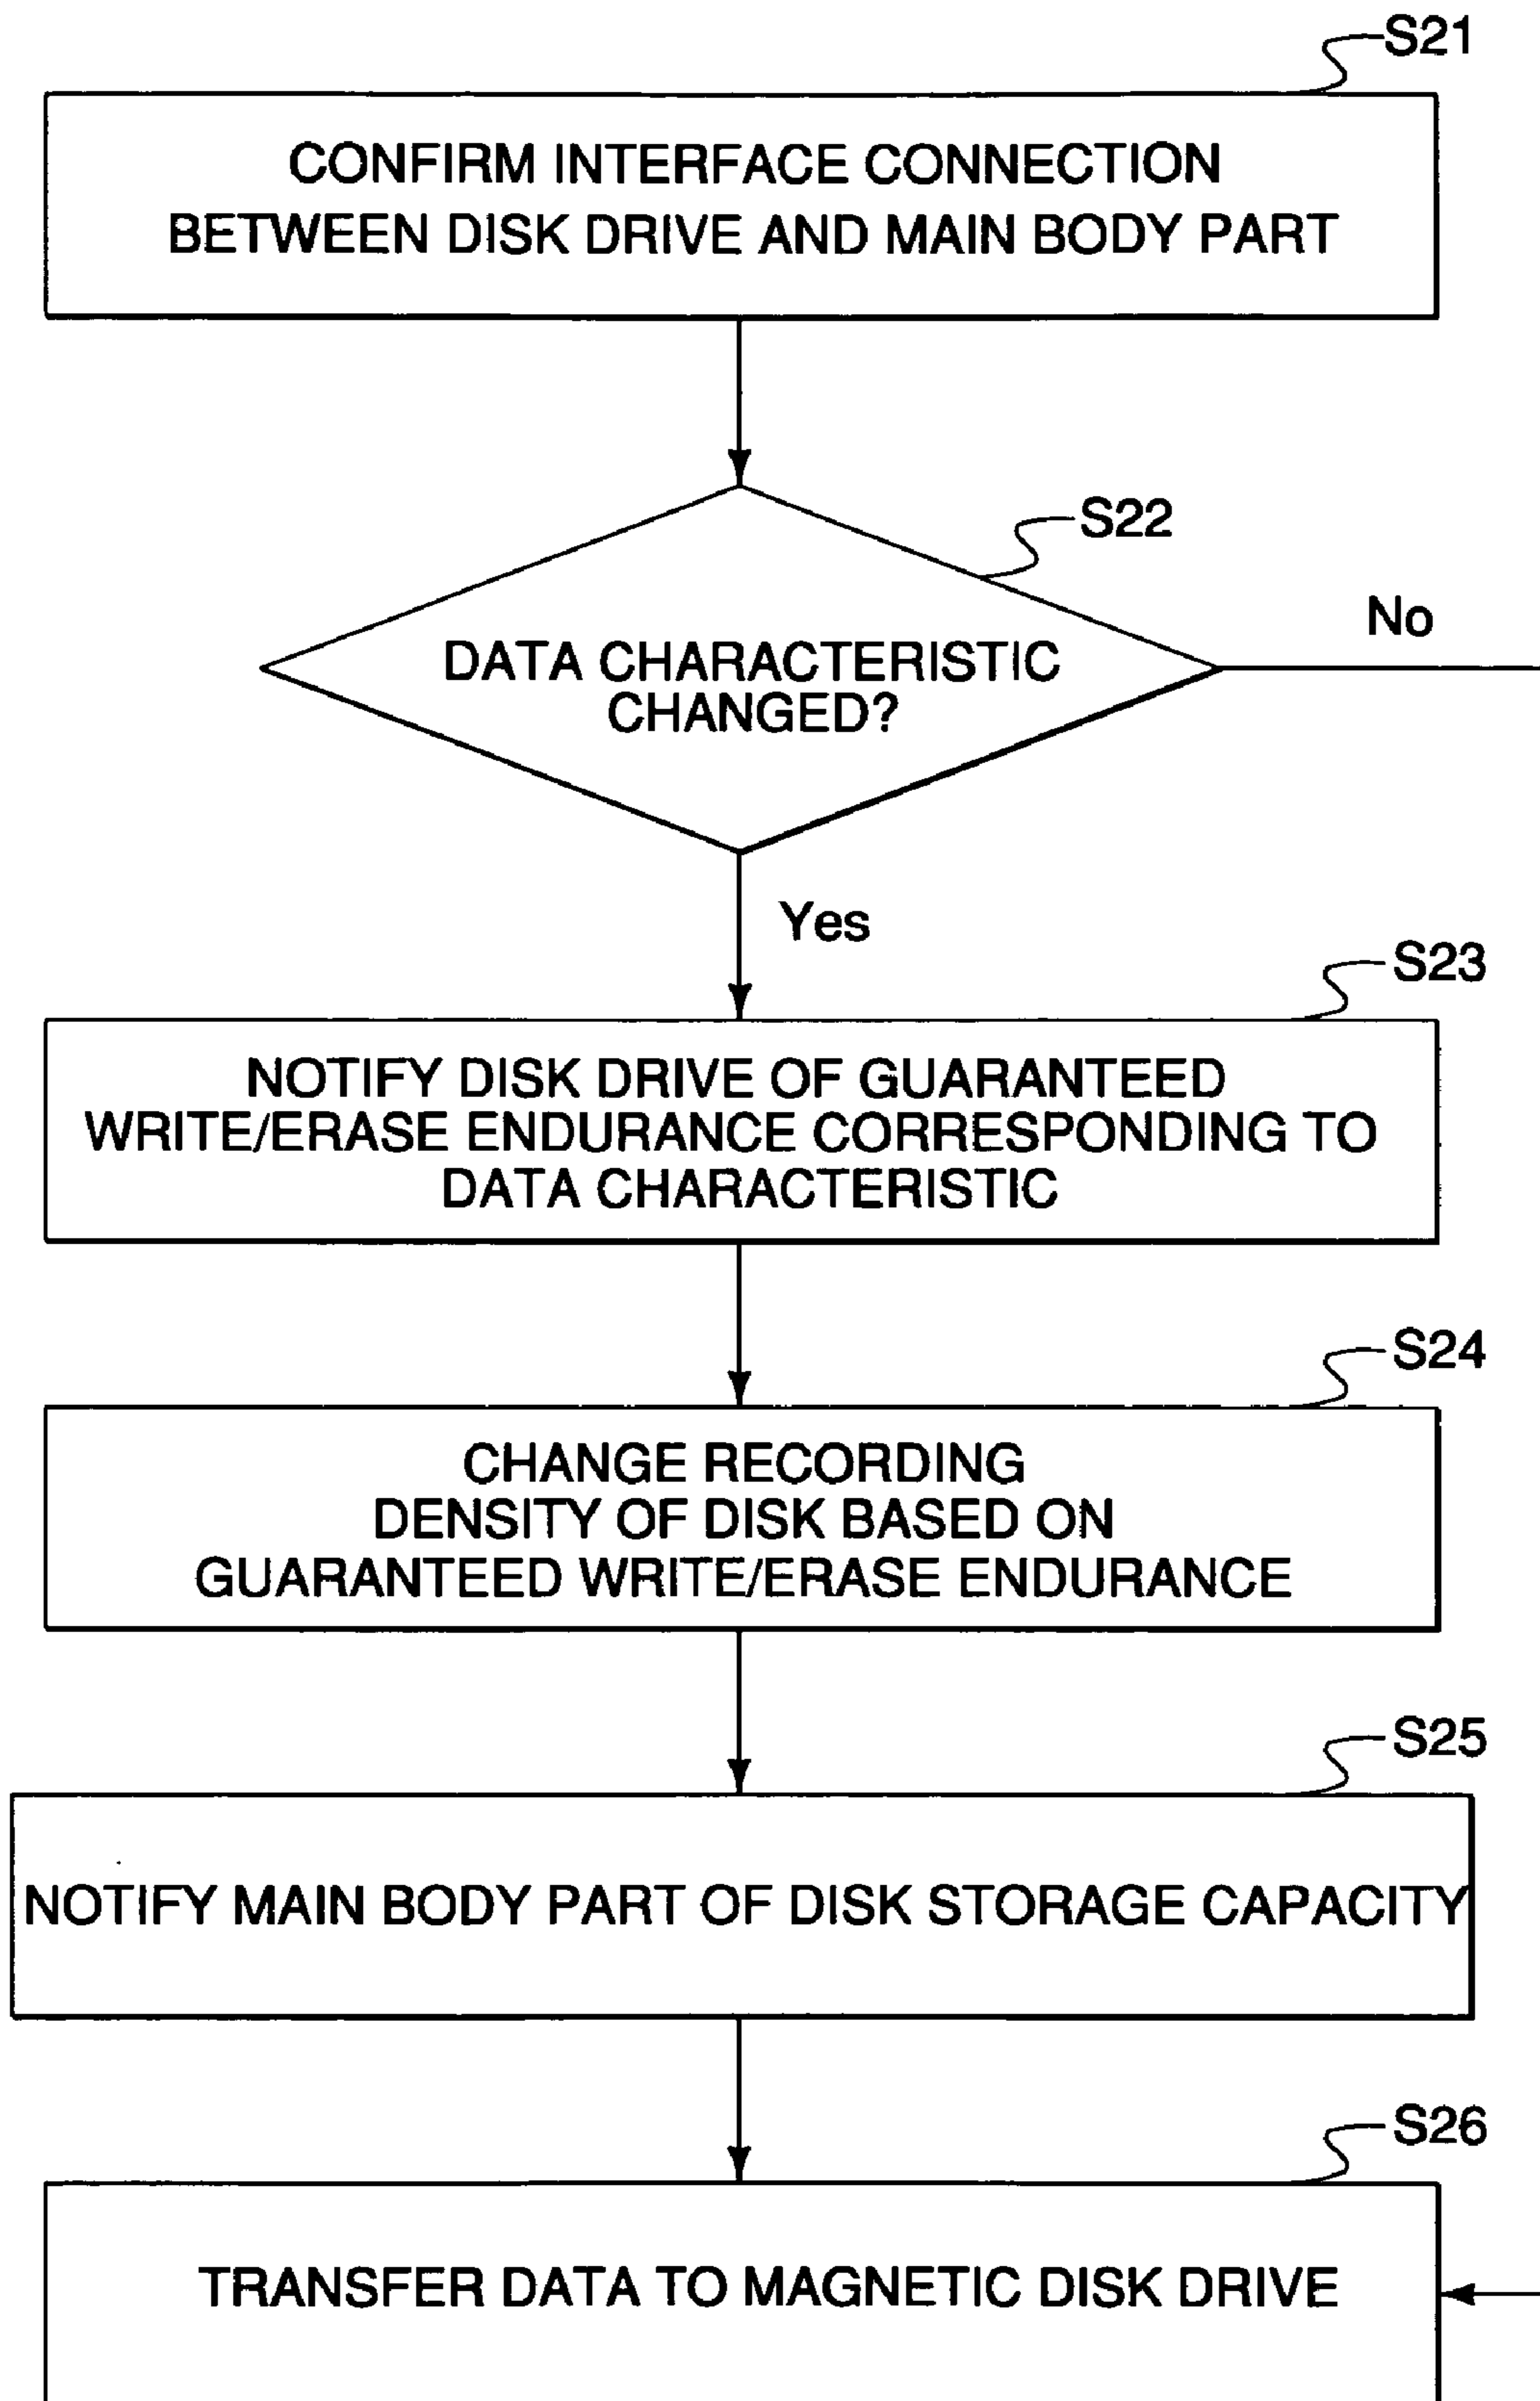 S21
CONFIRM INTERFACE CONNECTION
BETWEEN DISK DRIVE AND MAIN BODY PART
S22
No
DATA CHARACTERISTIC
CHANGED?
Yes
S23
NOTIFY DISK DRIVE OF GUARANTEED
WRITE/ERASE ENDURANCE CORRESPONDING TO
DATA CHARACTERISTIC
S24
CHANGE RECORDING
DENSITY OF DISK BASED ON
GUARANTEED WRITE/ERASE ENDURANCE
S25
NOTIFY MAIN BODY PART OF DISK STORAGE CAPACITY
S26
TRANSFER DATA TO MAGNETIC DISK DRIVE